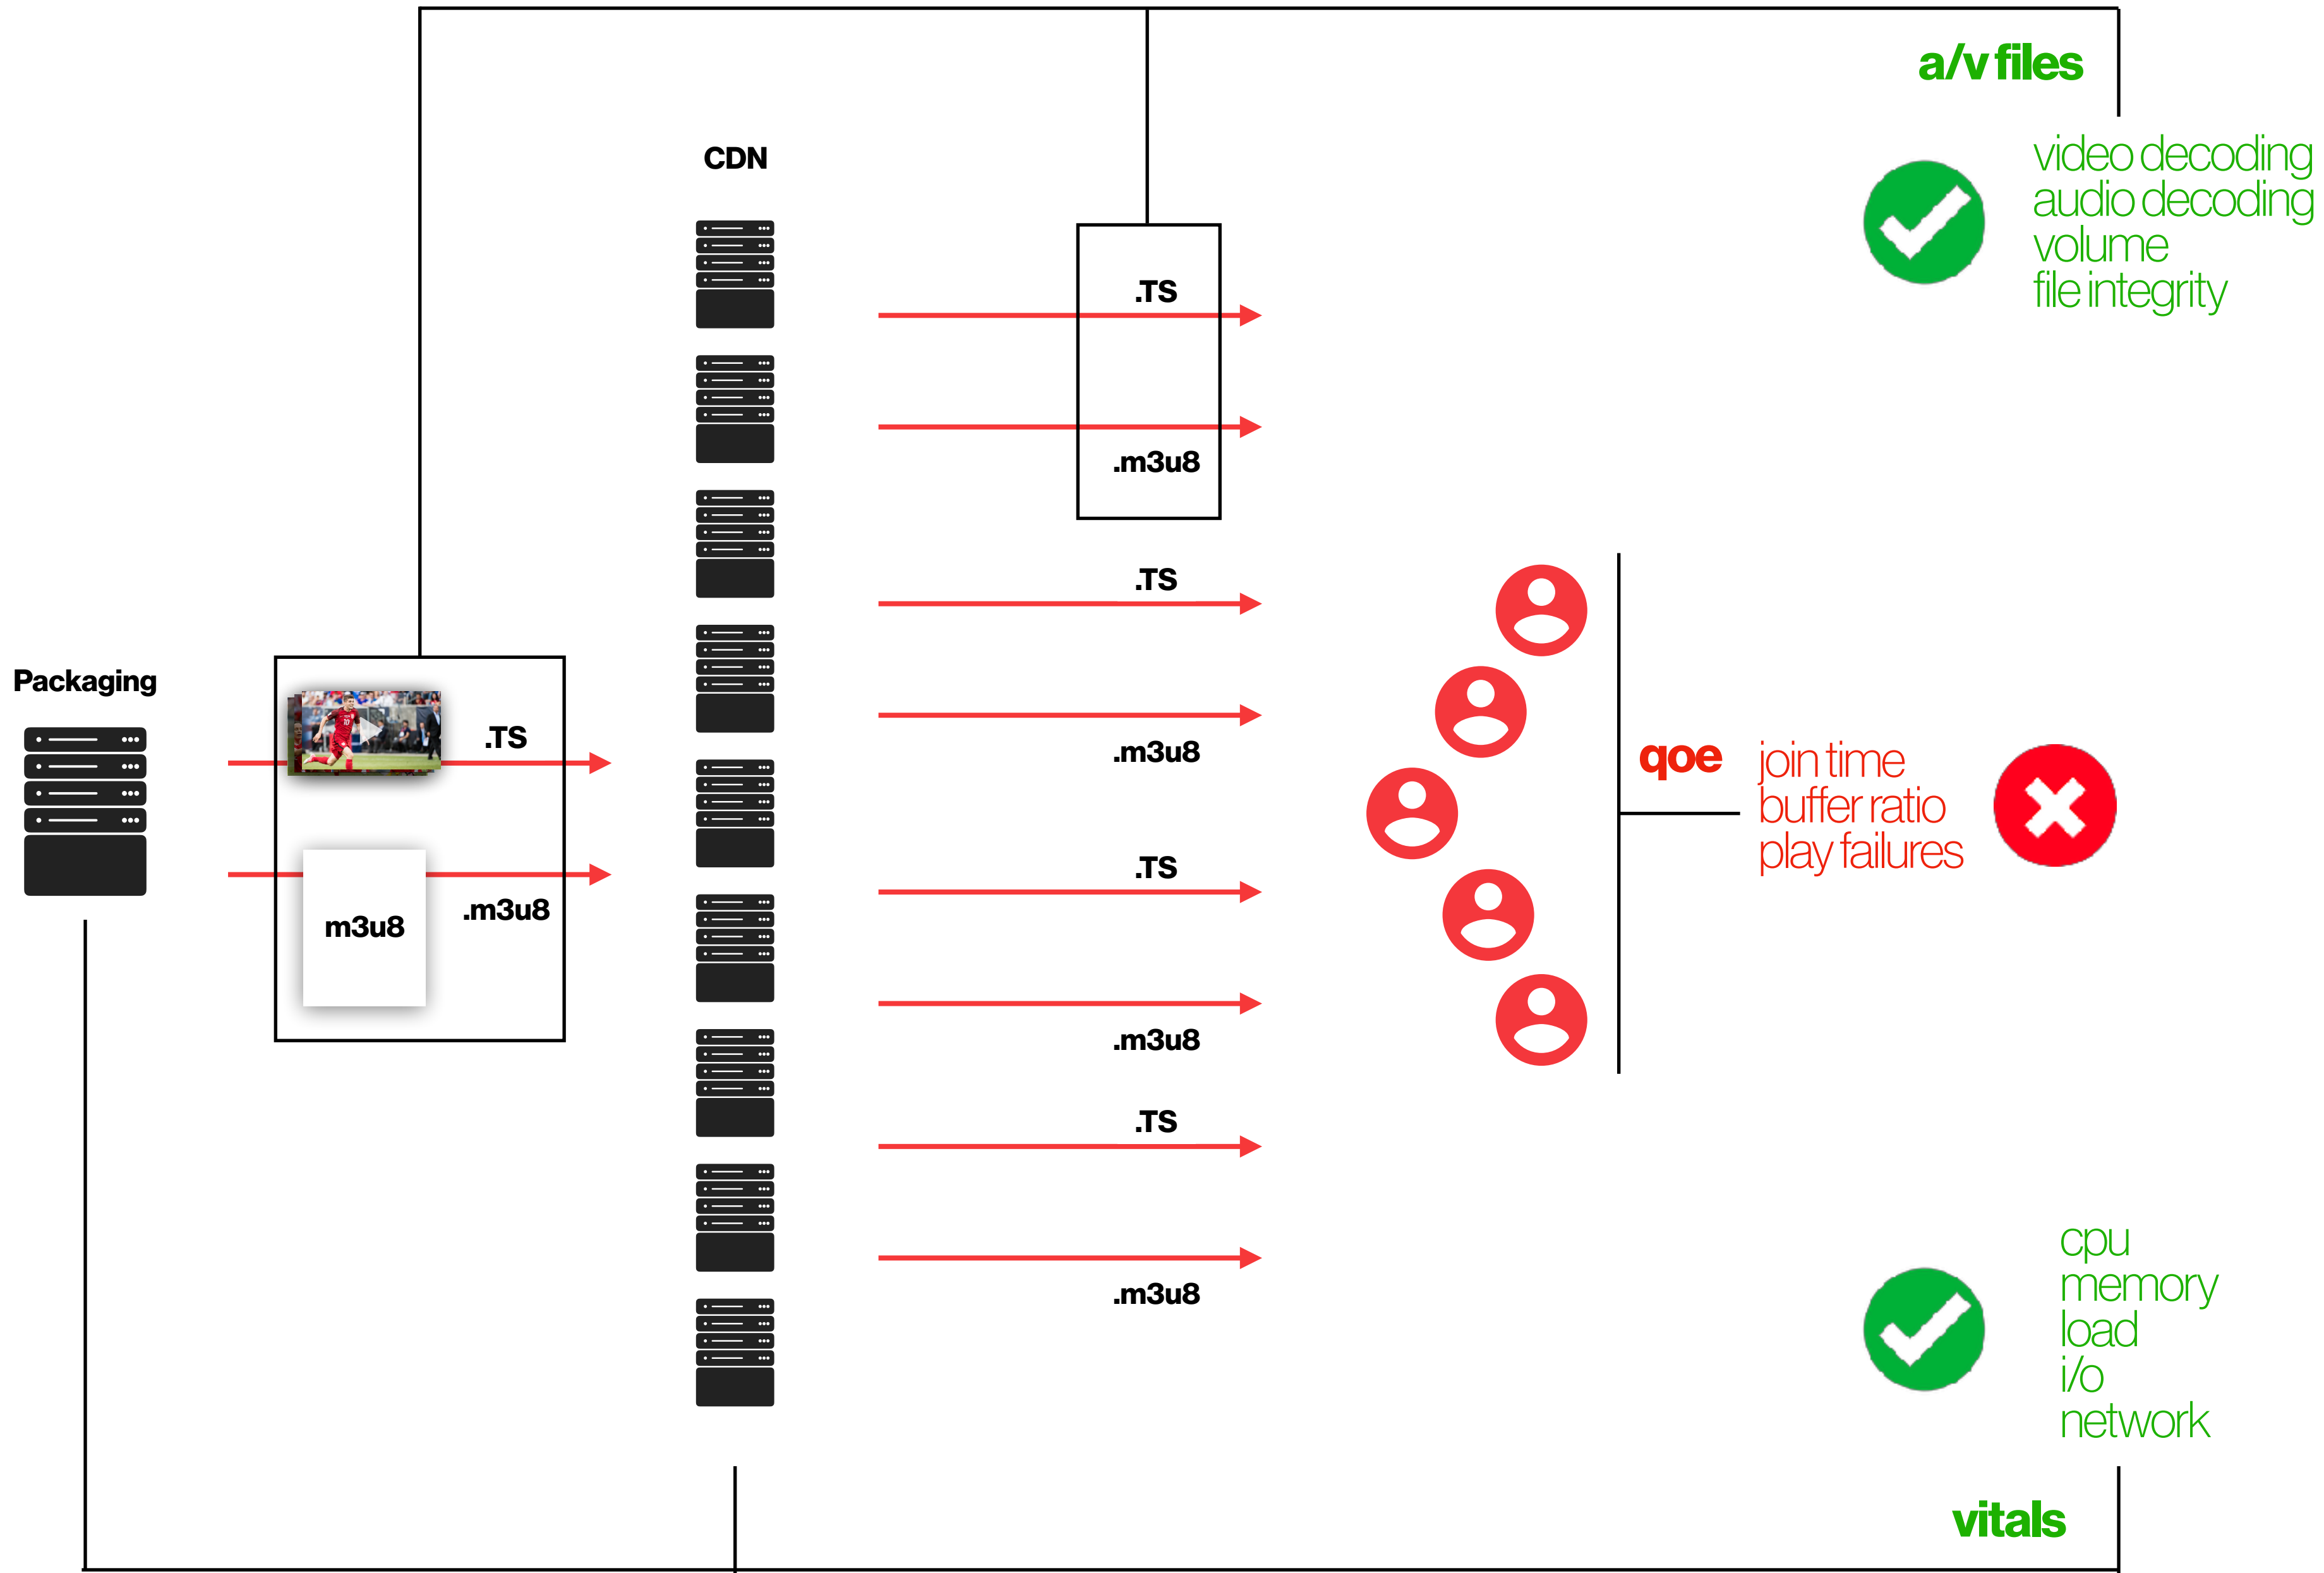 a/v files
video decoding
audio decoding
volume
file integrity
CDN
.TS
.m3u8
.TS
.m3u8
Packaging
.TS
m3u8
.m3u8
qoe
join time
buffer ratio
play failures
.TS
.m3u8
.TS
.m3u8
cpu
memory
load
i/o
network
vitals